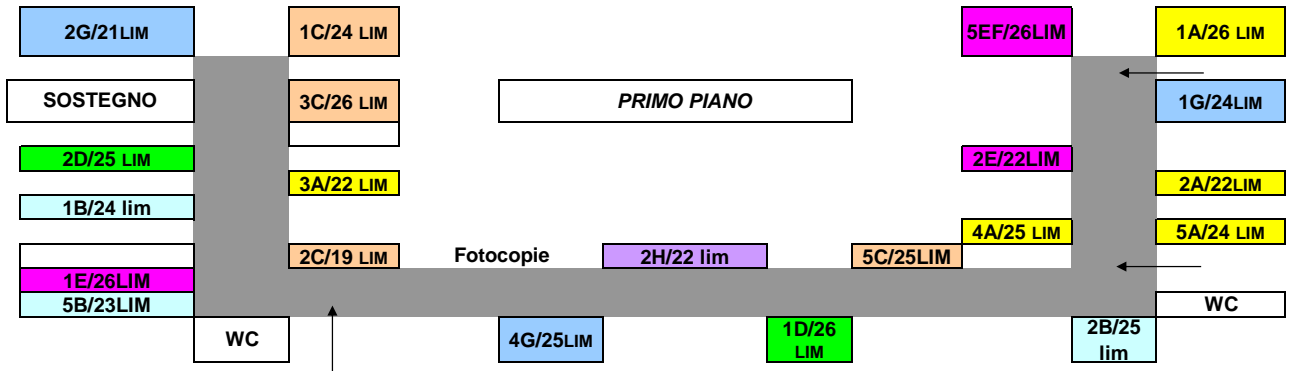 2G/21LIM
1C/24 LIM
5EF/26LIM
1A/26 LIM
SOSTEGNO
3C/26 LIM
PRIMO PIANO
1G/24LIM
2D/25 LIM
2E/22LIM
3A/22 LIM
2A/22LIM
1B/24 lim
4A/25 LIM
5A/24 LIM
2C/19 LIM
Fotocopie
2H/22 lim
5C/25LIM
1E/26LIM
5B/23LIM
WC
WC
4G/25LIM
1D/26
LIM
2B/25
lim